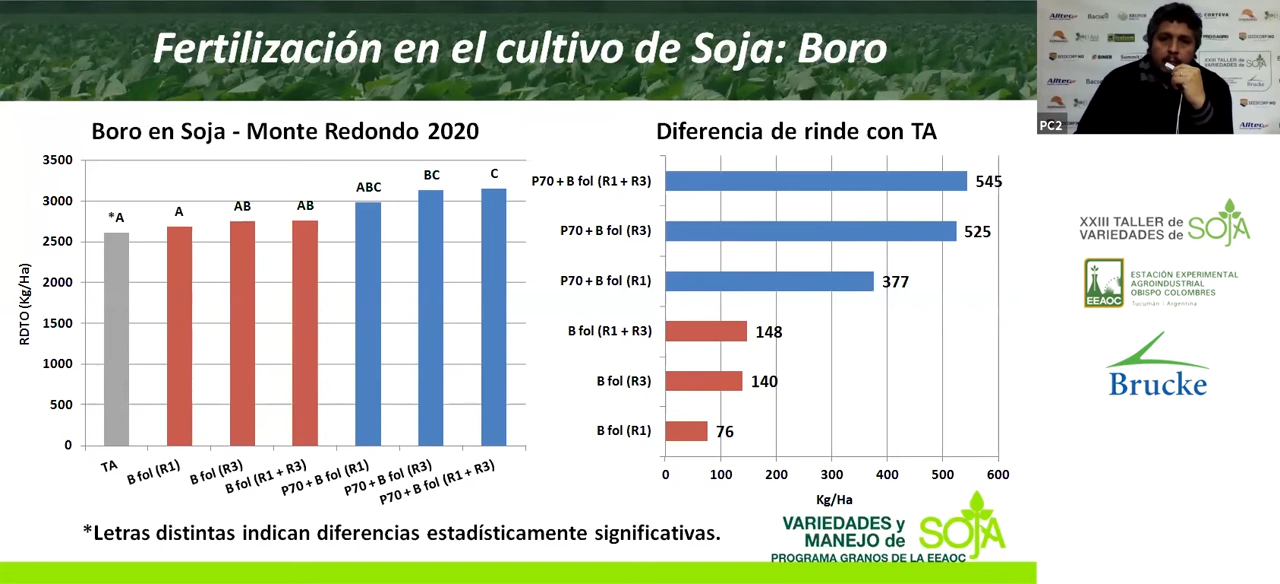 Fertilización en el cultivo de Soja: Boro
Boro en Soja - Monte Redondo 2020
3500
3000
2500
2000
1500
1000
500
0
RDTO (Kg/Ha)
*A
A
AB
AB
ABC
BC
C
TA
B fol (R1)
B fol (R3)
B fol (R1 + R3)
P70 + B fol (R1)
P70 + B fol (R3)
P70 + B fol (R1 + R3)
Diferencia de rinde con TA
P70 + B fol (R1 + R3)
545
P70 + B fol (R3)
525
P70 + B fol (R1)
377
B fol (R1 + R3)
148
B fol (R3)
140
B fol (R1)
76
0 100 200 300 400 500 600
Kg/Ha
*Letras distintas indican diferencias estadísticamente significativas.
VARIEDADES y
MANEJO de SOJA
PROGRAMA GRANOS DE LA EEAOC
PC2
XXIII TALLER de
VARIEDADES de SOJA
EEAOC
ESTACIÓN EXPERIMENTAL
AGROINDUSTRIAL
OBISPO COLOMBRES
Tucumán - Argentina
Brucke